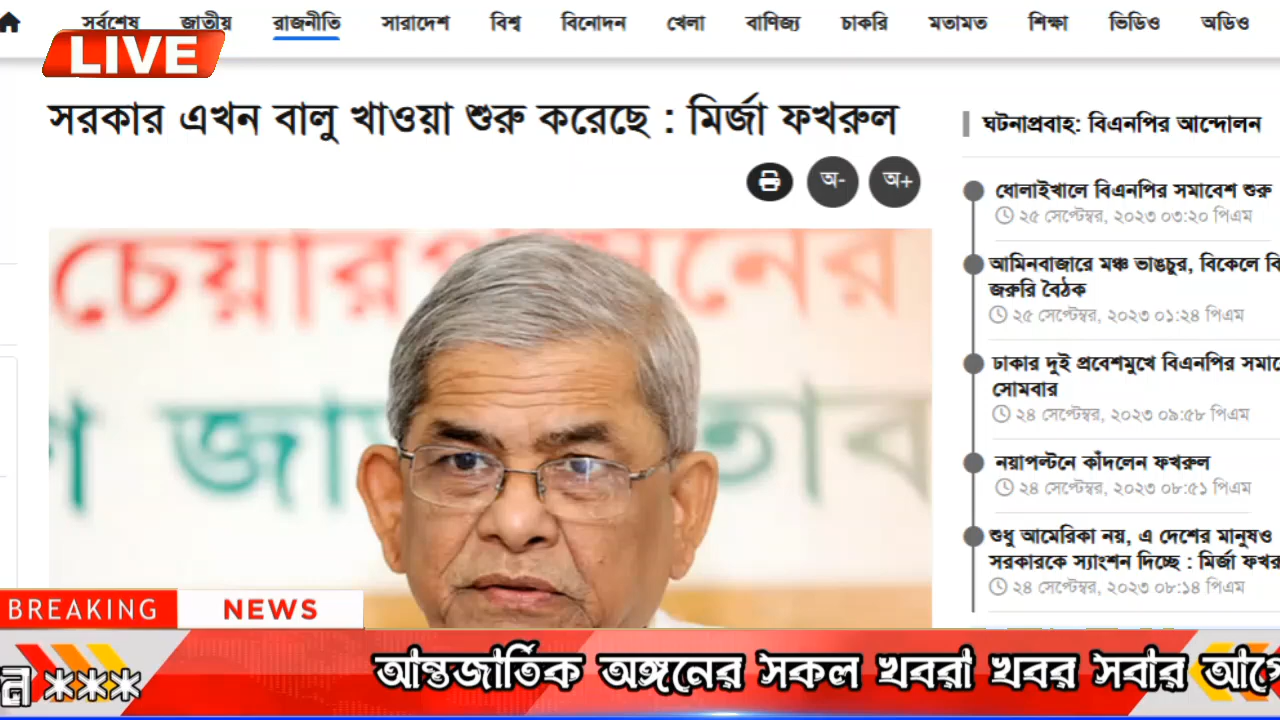 সর্বশেষ জাতীয় রাজনীতি সারাদেশ বিশ্ব বিনোদন খেলা বাণিজ্য চাকরি মতামত শিক্ষা ভিডিও অডিও
LIVE
সরকার এখন বালু খাওয়া শুরু করেছে : মির্জা ফখরুল
অ- অ+
ঘটনাপ্রবাহ: বিএনপির আন্দোলন
ধোলাইখালে বিএনপির সমাবেশ শুরু
২৫ সেপ্টেম্বর, ২০২৩ ০৩:২০ পিএম
আমিনবাজারে মঞ্চ ভাঙচুর, বিকেলে বি
জরুরি বৈঠক
২৫ সেপ্টেম্বর, ২০২৩ ০১:২৪ পিএম
ঢাকার দুই প্রবেশমুখে বিএনপির সমাবে
সোমবার
২৪ সেপ্টেম্বর, ২০২৩ ০৯:৫৮ পিএম
নয়াপল্টনে কাঁদলেন ফখরুল
২৪ সেপ্টেম্বর, ২০২৩ ০৮:৫১ পিএম
শুধু আমেরিকা নয়, এ দেশের মানুষও
সরকারকে স্যাংশন দিচ্ছে : মির্জা ফখরু
২৪ সেপ্টেম্বর, ২০২৩ ০৮:১৪ পিএম
BREAKING NEWS
ন *** আন্তজার্তিক অঙ্গনের সকল খবরা খবর সবার আগে